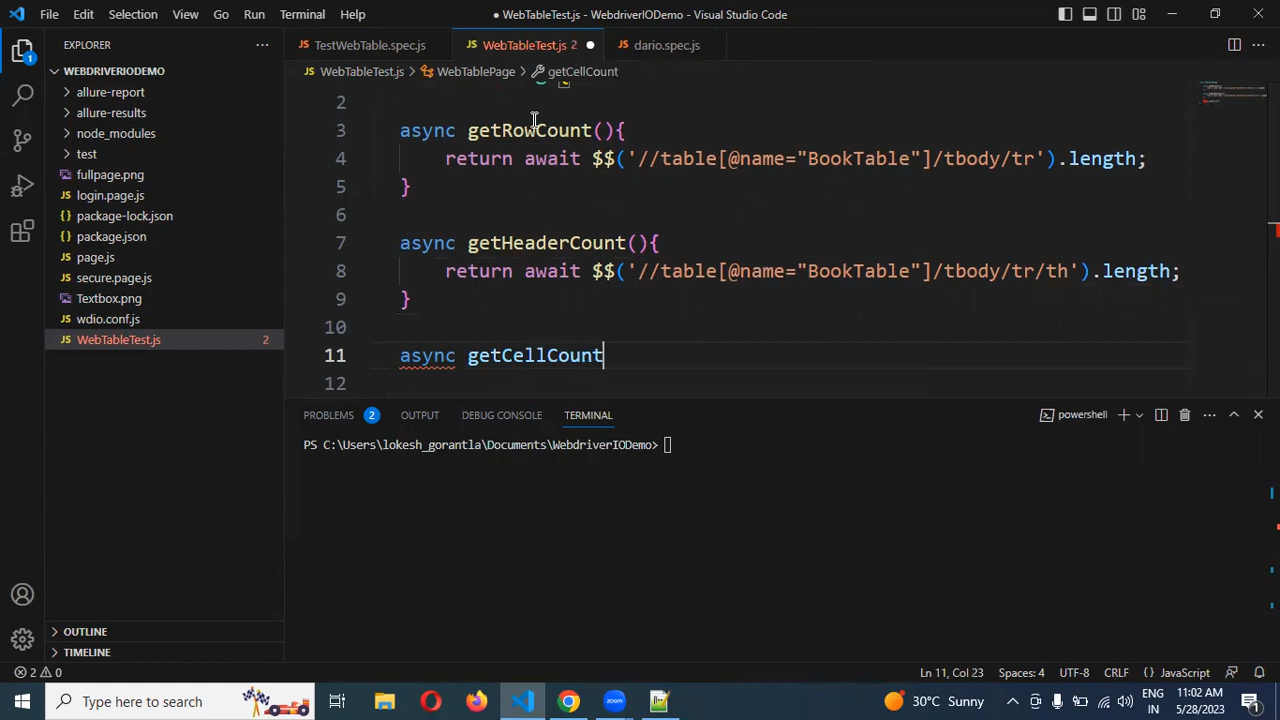 File Edit Selection View Go Run Terminal Help
● WebTableTest.js - WebdriverIODemo - Visual Studio Code
EXPLORER
TestWebTable.spec.js
WebTableTest.js 2
dario.spec.js
WEBDRIVERIODEMO
WebTableTest.js > WebTablePage > getCellCount
allure-report
allure-results
node_modules
test
fullpage.png
login.page.js
package-lock.json
package.json
page.js
secure.page.js
Textbox.png
wdio.conf.js
WebTableTest.js 2
OUTLINE
TIMELINE
2
3 async getRowCount(){
4 return await $$('//table[@name="BookTable"]/tbody/tr').length;
5 }
6
7 async getHeaderCount(){
8 return await $$('//table[@name="BookTable"]/tbody/tr/th').length;
9 }
10
11 async getCellCount
12
PROBLEMS 2 OUTPUT DEBUG CONSOLE TERMINAL
powershell
PS C:\Users\lokesh_gorantla\Documents\WebdriverIODemo>
2 0
Ln 11, Col 23 Spaces: 4 UTF-8 CRLF {} JavaScript
Type here to search
30°C Sunny
ENG
IN
11:02 AM
5/28/2023